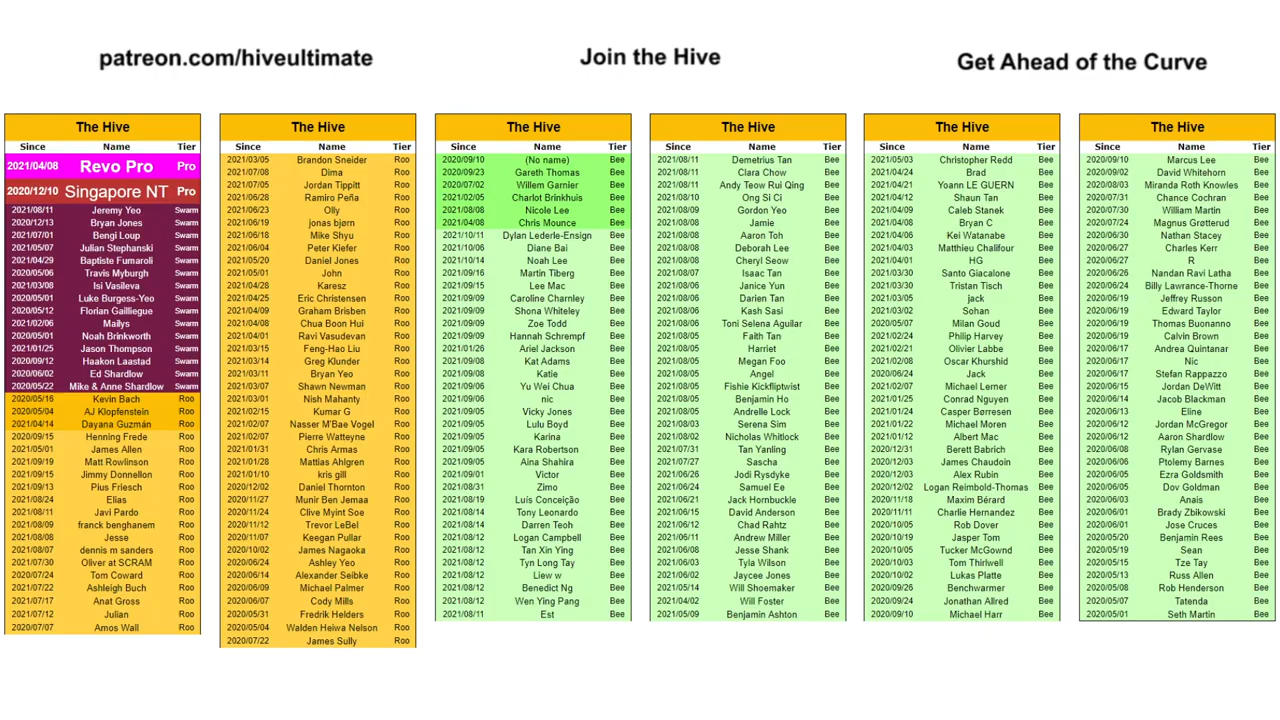 patreon.com/hiveultimate
Join the Hive
Get Ahead of the Curve
The Hive
Since Name Tier
2021/04/08 Revo Pro Pro
2020/12/10 Singapore NT Pro
2021/08/11 Jeremy Yeo Swarm
2020/12/13 Bryan Jones Swarm
2021/07/01 Bengi Loup Swarm
2021/05/07 Julian Stephanski Swarm
2021/04/29 Baptiste Fumaroli Swarm
2020/05/06 Travis Myburgh Swarm
2021/03/08 Isi Vasileva Swarm
2020/05/01 Luke Burgess-Yeo Swarm
2020/05/12 Florian Gailliegue Swarm
2021/02/06 Mailys Swarm
2020/05/01 Noah Brinkworth Swarm
2021/01/25 Jason Thompson Swarm
2020/09/12 Haakon Laastad Swarm
2020/06/02 Ed Shardlow Swarm
2020/05/22 Mike & Anne Shardlow Swarm
2020/05/16 Kevin Bach Roo
2020/05/04 AJ Klopfenstein Roo
2021/04/14 Dayana Guzmán Roo
2020/09/15 Henning Frede Roo
2021/05/01 James Allen Roo
2021/09/19 Matt Rowlinson Roo
2021/09/15 Jimmy Donnellon Roo
2021/09/13 Pius Friesch Roo
2021/08/24 Elias Roo
2021/08/11 Javi Pardo Roo
2021/08/09 franck benghanem Roo
2021/08/08 Jesse Roo
2021/08/07 dennis m sanders Roo
2021/07/30 Oliver at SCRAM Roo
2020/07/24 Tom Coward Roo
2021/07/22 Ashleigh Buch Roo
2021/07/17 Anat Gross Roo
2021/07/12 Julian Roo
2020/07/07 Amos Wall Roo
The Hive
Since Name Tier
2021/03/05 Brandon Sneider Roo
2021/07/08 Dima Roo
2021/07/05 Jordan Tippitt Roo
2021/06/28 Ramiro Peña Roo
2021/06/23 Olly Roo
2021/06/19 jonas bjern Roo
2021/06/18 Mike Shyu Roo
2021/06/04 Peter Kiefer Roo
2021/05/20 Daniel Jones Roo
2021/05/01 John Roo
2021/04/28 Karesz Roo
2021/04/25 Eric Christensen Roo
2021/04/09 Graham Brisben Roo
2021/04/08 Chua Boon Hui Roo
2021/04/01 Ravi Vasudevan Roo
2021/03/15 Feng-Hao Liu Roo
2021/03/14 Greg Klunder Roo
2021/03/11 Bryan Yeo Roo
2021/03/07 Shawn Newman Roo
2021/03/01 Nish Mahanty Roo
2021/02/15 Kumar G Roo
2021/02/07 Nasser M'Bae Vogel Roo
2021/02/07 Pierre Watteyne Roo
2021/01/31 Chris Armas Roo
2021/01/28 Mattias Ahlgren Roo
2021/01/10 kris gill Roo
2020/12/02 Daniel Thornton Roo
2020/11/27 Munir Ben Jemaa Roo
2020/11/24 Clive Myint Soe Roo
2020/11/12 Trevor LeBel Roo
2020/11/07 Keegan Pullar Roo
2020/10/02 James Nagaoka Roo
2020/06/24 Ashley Yeo Roo
2020/06/14 Alexander Seibke Roo
2020/06/09 Michael Palmer Roo
2020/06/07 Cody Mills Roo
2020/05/31 Fredrik Helders Roo
2020/05/04 Walden Heiwa Nelson Roo
2020/07/22 James Sully Roo
The Hive
Since Name Tier
2020/09/10 (No name) Bee
2020/09/23 Gareth Thomas Bee
2020/07/02 Willem Garnier Bee
2021/02/05 Charlot Brinkhuis Bee
2021/08/08 Nicole Lee Bee
2021/04/08 Chris Mounce Bee
2021/10/11 Dylan Lederle-Ensign Bee
2021/10/06 Diane Bai Bee
2021/10/14 Noah Lee Bee
2021/09/16 Martin Tiberg Bee
2021/09/15 Lee Mac Bee
2021/09/09 Caroline Charnley Bee
2021/09/09 Shona Whiteley Bee
2021/09/09 Zoe Todd Bee
2021/09/09 Hannah Schrempf Bee
2021/01/26 Ariel Jackson Bee
2021/09/08 Kat Adams Bee
2021/09/08 Katie Bee
2021/09/06 Yu Wei Chua Bee
2021/09/06 nic Bee
2021/09/05 Vicky Jones Bee
2021/09/05 Lulu Boyd Bee
2021/09/05 Karina Bee
2021/09/05 Kara Robertson Bee
2021/09/05 Aina Shahira Bee
2021/09/01 Victor Bee
2021/08/31 Zimo Bee
2021/08/19 Luís Conceição Bee
2021/08/14 Tony Leonardo Bee
2021/08/14 Darren Teoh Bee
2021/08/12 Logan Campbell Bee
2021/08/12 Tan Xin Ying Bee
2021/08/12 Tyn Long Tay Bee
2021/08/12 Liew w Bee
2021/08/12 Benedict Ng Bee
2021/08/12 Wen Ying Pang Bee
2021/08/11 Est Bee
The Hive
Since Name Tier
2021/08/11 Demetrius Tan Bee
2021/08/11 Clara Chow Bee
2021/08/11 Andy Teow Rui Qing Bee
2021/08/10 Ong Si Ci Bee
2021/08/09 Gordon Yeo Bee
2021/08/09 Jamie Bee
2021/08/08 Aaron Toh Bee
2021/08/08 Deborah Lee Bee
2021/08/08 Cheryl Seow Bee
2021/08/07 Isaac Tan Bee
2021/08/06 Janice Yun Bee
2021/08/06 Darien Tan Bee
2021/08/06 Kash Sasi Bee
2021/08/06 Toni Selena Aguilar Bee
2021/08/05 Faith Tan Bee
2021/08/05 Harriet Bee
2021/08/05 Megan Foo Bee
2021/08/05 Angel Bee
2021/08/05 Fishie Kickfliptwist Bee
2021/08/05 Benjamin Ho Bee
2021/08/05 Andrelle Lock Bee
2021/08/03 Serena Sim Bee
2021/08/02 Nicholas Whitlock Bee
2021/07/31 Tan Yanling Bee
2021/07/27 Sascha Bee
2021/07/26 Jodi Rysdyke Bee
2021/06/24 Samuel Ee Bee
2021/06/21 Jack Hornbuckle Bee
2021/06/15 David Anderson Bee
2021/06/12 Chad Rahtz Bee
2021/06/11 Andrew Miller Bee
2021/06/08 Jesse Shank Bee
2021/06/03 Tyla Wilson Bee
2021/06/02 Jaycee Jones Bee
2021/05/14 Will Shoemaker Bee
2021/04/02 Will Foster Bee
2021/05/09 Benjamin Ashton Bee
The Hive
Since Name Tier
2021/05/03 Christopher Redd Bee
2021/04/24 Brad Bee
2021/04/21 Yoann LE GUERN Bee
2021/04/12 Shaun Tan Bee
2021/04/09 Caleb Stanek Bee
2021/04/08 Bryan C Bee
2021/04/06 Kei Watanabe Bee
2021/04/03 Matthieu Chalifour Bee
2021/04/01 HG Bee
2021/03/30 Santo Giacalone Bee
2021/03/30 Tristan Tisch Bee
2021/03/05 jack Bee
2021/03/02 Sohan Bee
2020/05/07 Milan Goud Bee
2021/02/24 Philip Harvey Bee
2021/02/21 Olivier Labbe Bee
2021/02/08 Oscar Khurshid Bee
2020/06/24 Jack Bee
2021/02/07 Michael Lerner Bee
2021/01/25 Conrad Nguyen Bee
2021/01/24 Casper Børresen Bee
2021/01/22 Michael Moren Bee
2021/01/12 Albert Mac Bee
2020/12/31 Berett Babrich Bee
2020/12/03 James Chaudoin Bee
2020/12/03 Alex Rubin Bee
2020/12/02 Logan Reimbold-Thomas Bee
2020/11/18 Maxim Bérard Bee
2020/11/11 Charlie Hernandez Bee
2020/10/05 Rob Dover Bee
2020/10/19 Jasper Tom Bee
2020/10/05 Tucker McGownd Bee
2020/10/03 Tom Thirlwell Bee
2020/10/02 Lukas Platte Bee
2020/09/26 Benchwarmer Bee
2020/09/24 Jonathan Allred Bee
2020/09/10 Michael Harr Bee
The Hive
Since Name Tier
2020/09/10 Marcus Lee Bee
2020/09/02 David Whitehorn Bee
2020/08/03 Miranda Roth Knowles Bee
2020/07/31 Chance Cochran Bee
2020/07/30 William Martin Bee
2020/07/24 Magnus Grøtterud Bee
2020/06/30 Nathan Stacey Bee
2020/06/27 Charles Kerr Bee
2020/06/27 R Bee
2020/06/26 Nandan Ravi Latha Bee
2020/06/24 Billy Lawrance-Thorne Bee
2020/06/19 Jeffrey Russon Bee
2020/06/19 Edward Taylor Bee
2020/06/19 Thomas Buonanno Bee
2020/06/19 Calvin Brown Bee
2020/06/17 Andrea Quintanar Bee
2020/06/17 Nic Bee
2020/06/17 Stefan Rappazzo Bee
2020/06/15 Jordan DeWitt Bee
2020/06/14 Jacob Blackman Bee
2020/06/13 Eline Bee
2020/06/12 Jordan McGregor Bee
2020/06/12 Aaron Shardlow Bee
2020/06/08 Rylan Gervase Bee
2020/06/06 Ptolemy Barnes Bee
2020/06/05 Ezra Goldsmith Bee
2020/06/05 Dov Goldman Bee
2020/06/03 Anais Bee
2020/06/01 Brady Zbikowski Bee
2020/06/01 Jose Cruces Bee
2020/05/20 Benjamin Rees Bee
2020/05/19 Sean Bee
2020/05/15 Tze Tay Bee
2020/05/13 Russ Allen Bee
2020/05/08 Rob Henderson Bee
2020/05/07 Tatenda Bee
2020/05/01 Seth Martin Bee